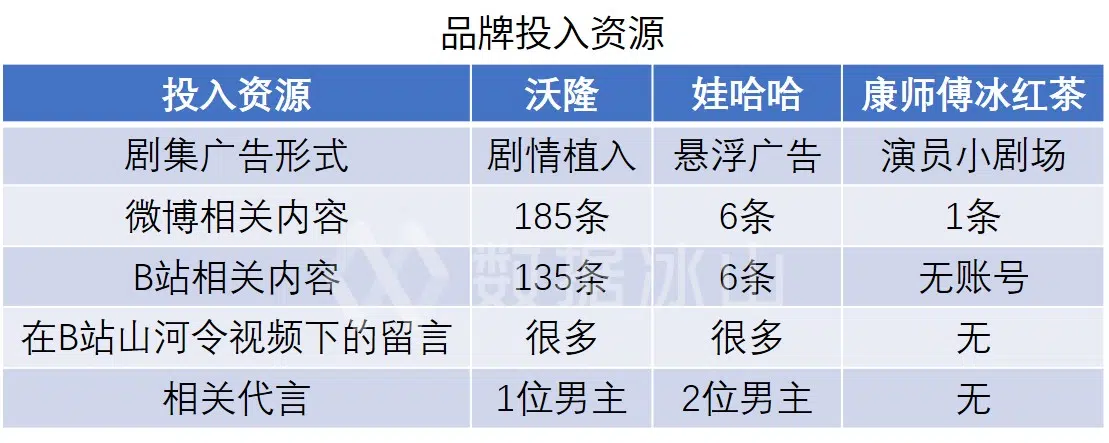 品牌投入资源
投入资源 沃隆 娃哈哈 康师傅冰红茶
剧集广告形式 剧情植入 悬浮广告 演员小剧场
微博相关内容 185条 6条 1条
B站相关内容 135条 6条 无账号
在B站山河令视频下的留言 很多 很多 无
相关代言 1位男主 2位男主 无
数据冰山